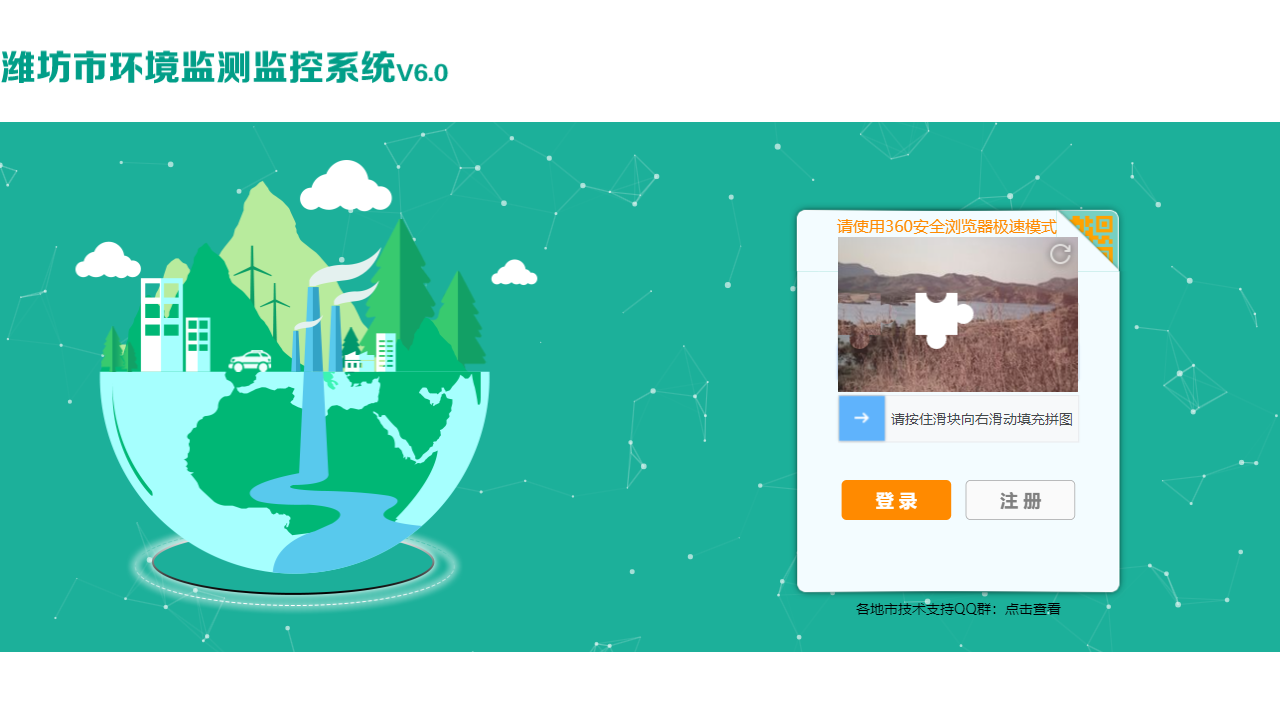 潍坊市环境监测监控系统V6.0
请使用360安全浏览器极速模式
请按住滑块向右滑动填充拼图
登 录
注 册
各地市技术支持QQ群：点击查看